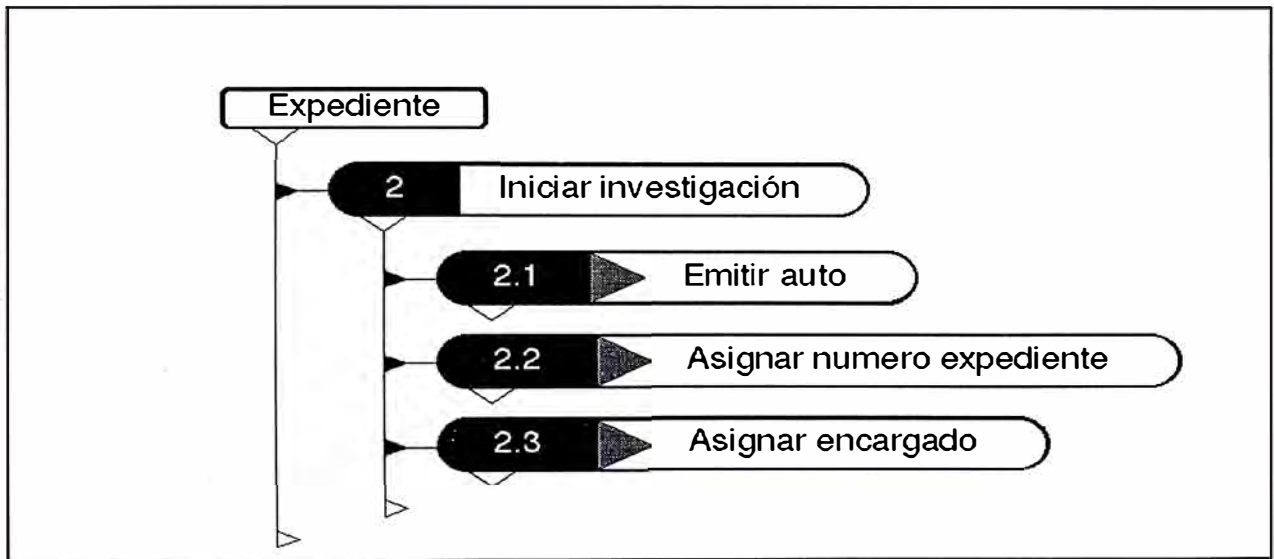 Expediente
2 Iniciar investigación
2.1 Emitir auto
2.2 Asignar numero expediente
2.3 Asignar encargado